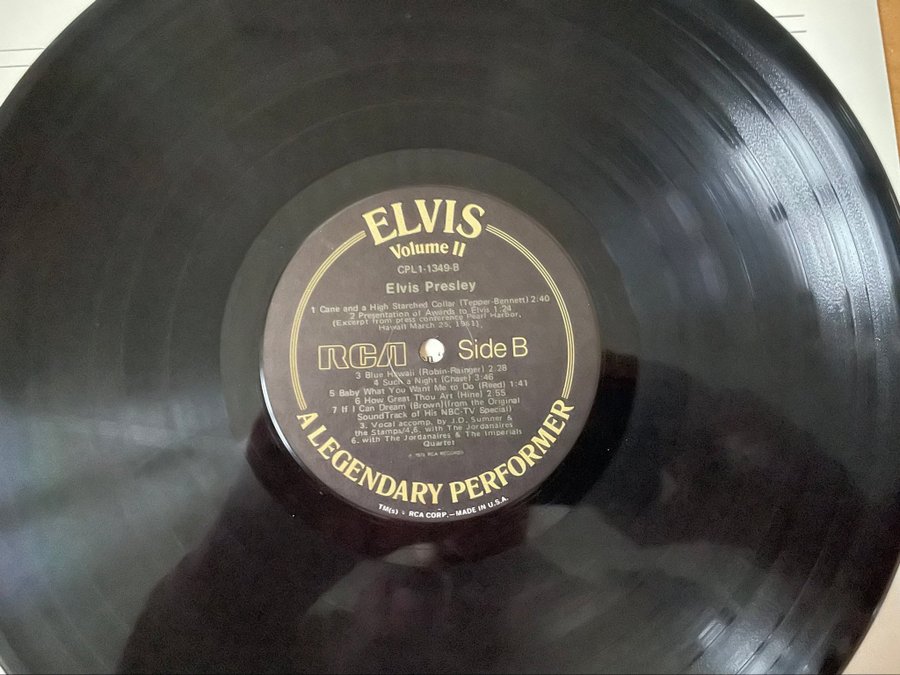 ELVIS
Volume II
CPL1-1349-B
Elvis Presley
1 Cane and a High Starched Collar (Tepper-Bennett) 2:40
2 Presentation of Awards to Elvis 1:24
(Excerpt from press conference Pearl Harbor,
Hawaii March 25, 1961)
RCA Side B
3 Blue Hawaii (Robin-Rainger) 2:28
4 Such a Night (Chase) 3:46
5 Baby What You Want Me to Do (Reed) 1:41
6 How Great Thou Art (Hine) 2:55
7 If I Can Dream (Brown)(from the Original
SoundTrack of His NBC-TV Special)
3. Vocal accomp. by J.D. Sumner &
the Stamps/4,6. with The Jordanaires
6. with The Jordanaires & The Imperials
Quartet
℗ 1976 RCA RECORDS
A LEGENDARY PERFORMER
TM(s) ® RCA CORP.—MADE IN U.S.A.